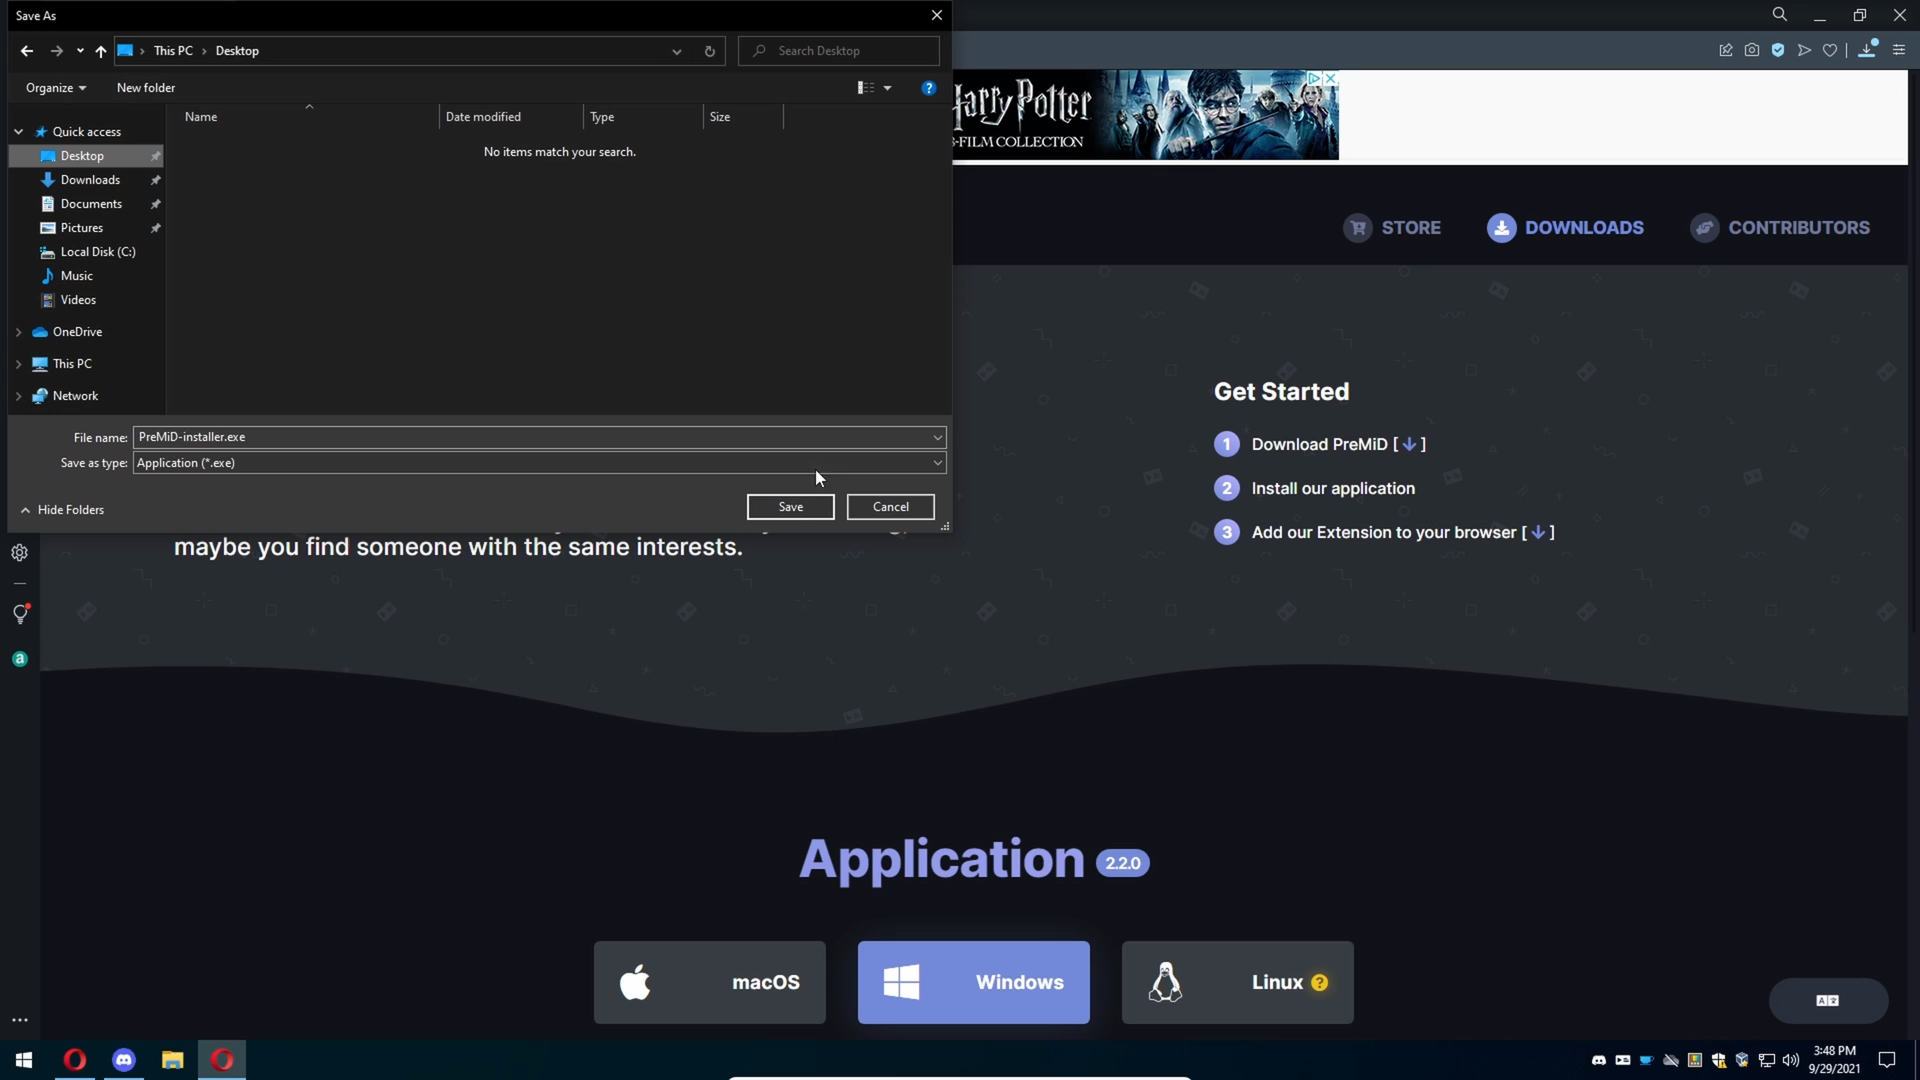 Save As
This PC > Desktop
Search Desktop
Organize
New folder
Name
Date modified
Type
Size
No items match your search.
Quick access
Desktop
Downloads
Documents
Pictures
Local Disk (C:)
Music
Videos
OneDrive
This PC
Network
File name: PreMiD-installer.exe
Save as type: Application (*.exe)
Hide Folders
Save
Cancel
Harry Potter
-FILM COLLECTION
STORE
DOWNLOADS
CONTRIBUTORS
maybe you find someone with the same interests.
Get Started
1 Download PreMiD [ ↓ ]
2 Install our application
3 Add our Extension to your browser [ ↓ ]
Application 2.2.0
macOS
Windows
Linux ?
3:48 PM
9/29/2021